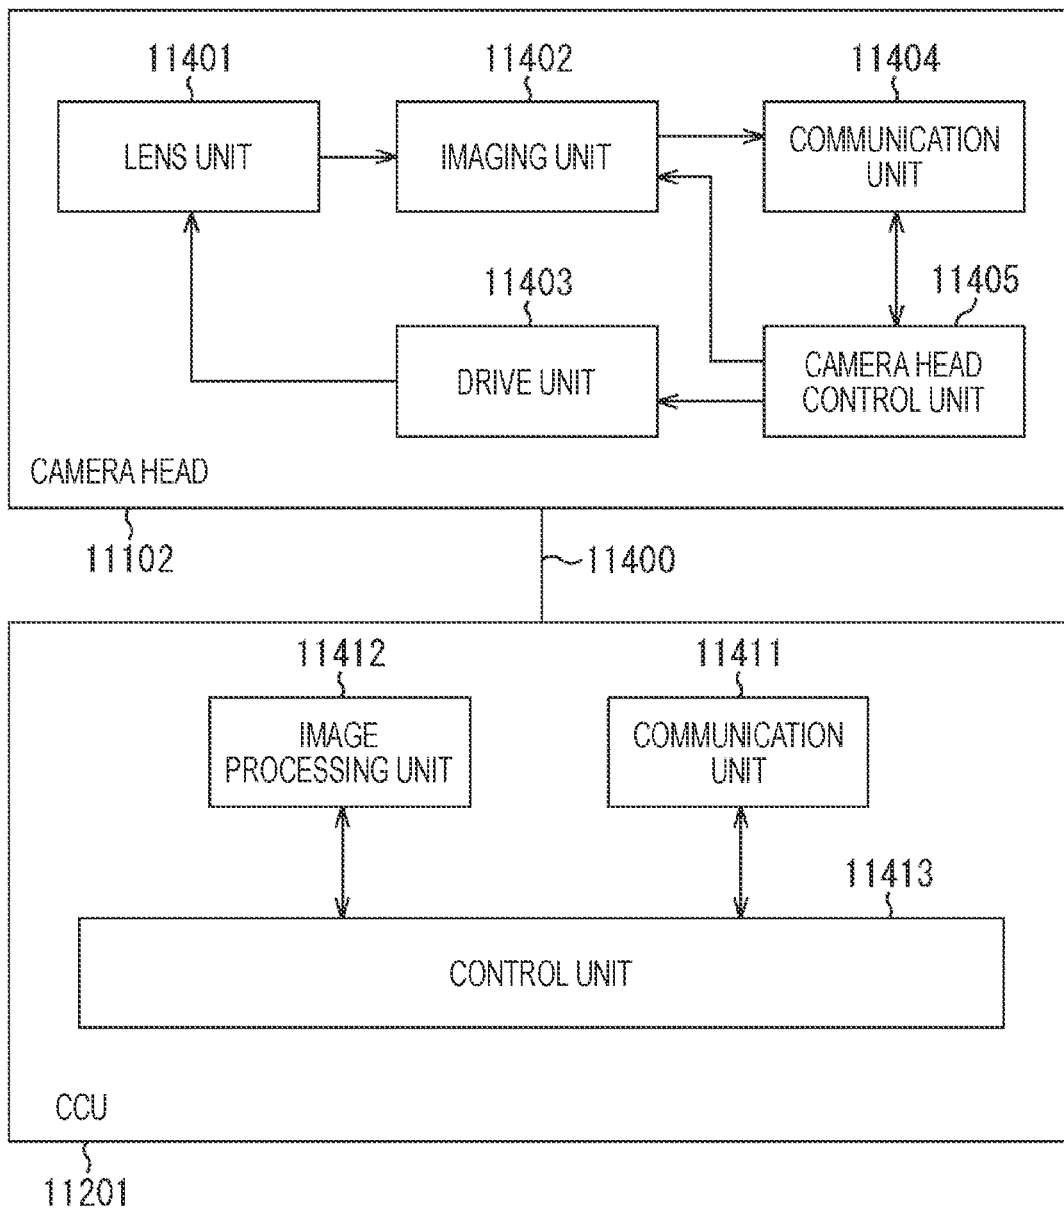 11401
11402
11404
LENS UNIT
IMAGING UNIT
COMMUNICATION
UNIT
11403
11405
DRIVE UNIT
CAMERA HEAD
CONTROL UNIT
CAMERA HEAD
11102
11400
11412
11411
IMAGE
PROCESSING UNIT
COMMUNICATION
UNIT
11413
CONTROL UNIT
CCU
11201